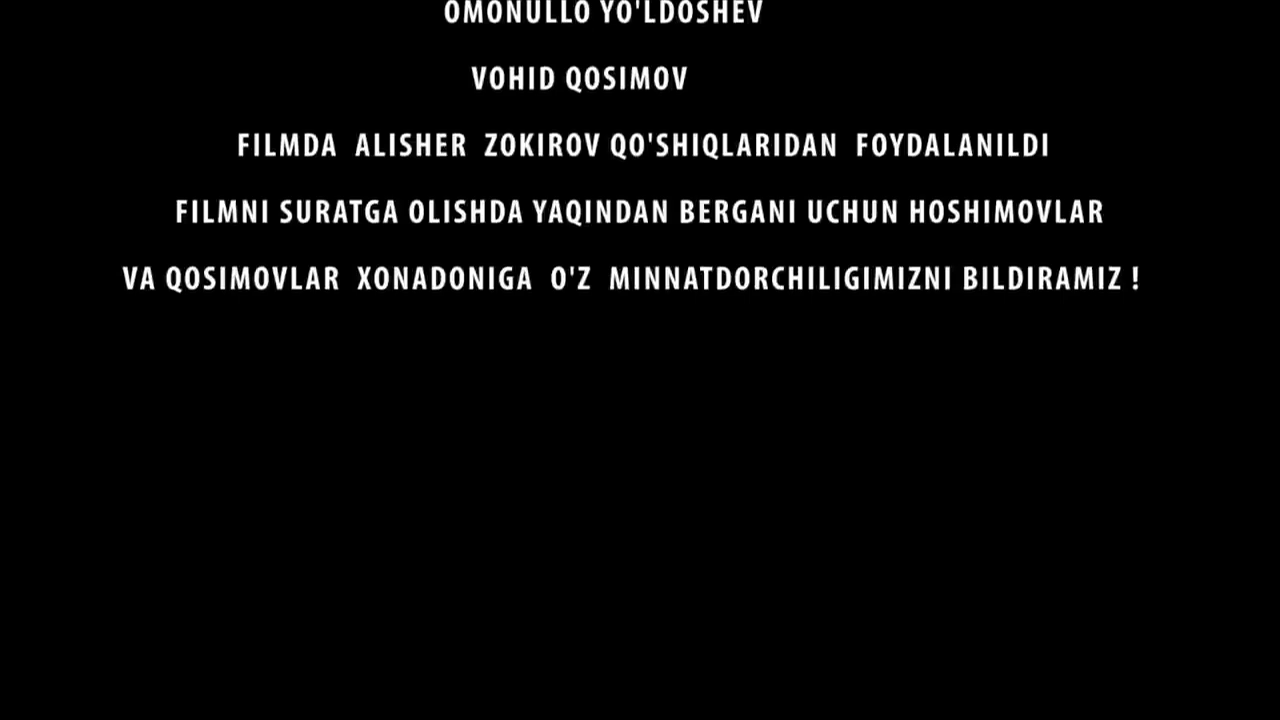 OMONULLO YO'LDOSHEV
VOHID QOSIMOV
FILMDA ALISHER ZOKIROV QO'SHIQLARIDAN FOYDALANILDI
FILMNI SURATGA OLISHDA YAQINDAN BERGANI UCHUN HOSHIMOVLAR
VA QOSIMOVLAR XONADONIGA O'Z MINNATDORCHILIGIMIZNI BILDIRAMIZ !